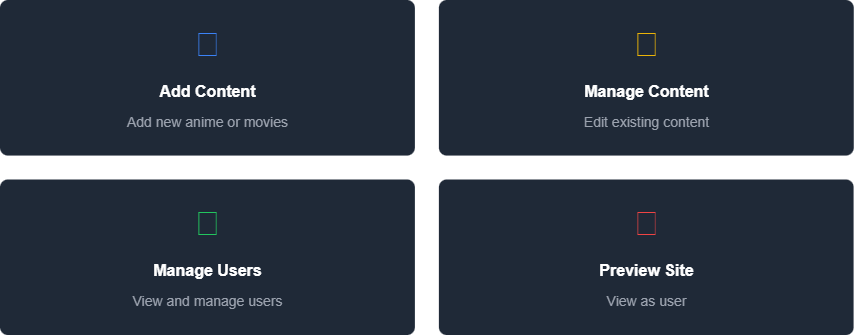 Add Content
Add new anime or movies
Manage Content
Edit existing content
Manage Users
View and manage users
Preview Site
View as user